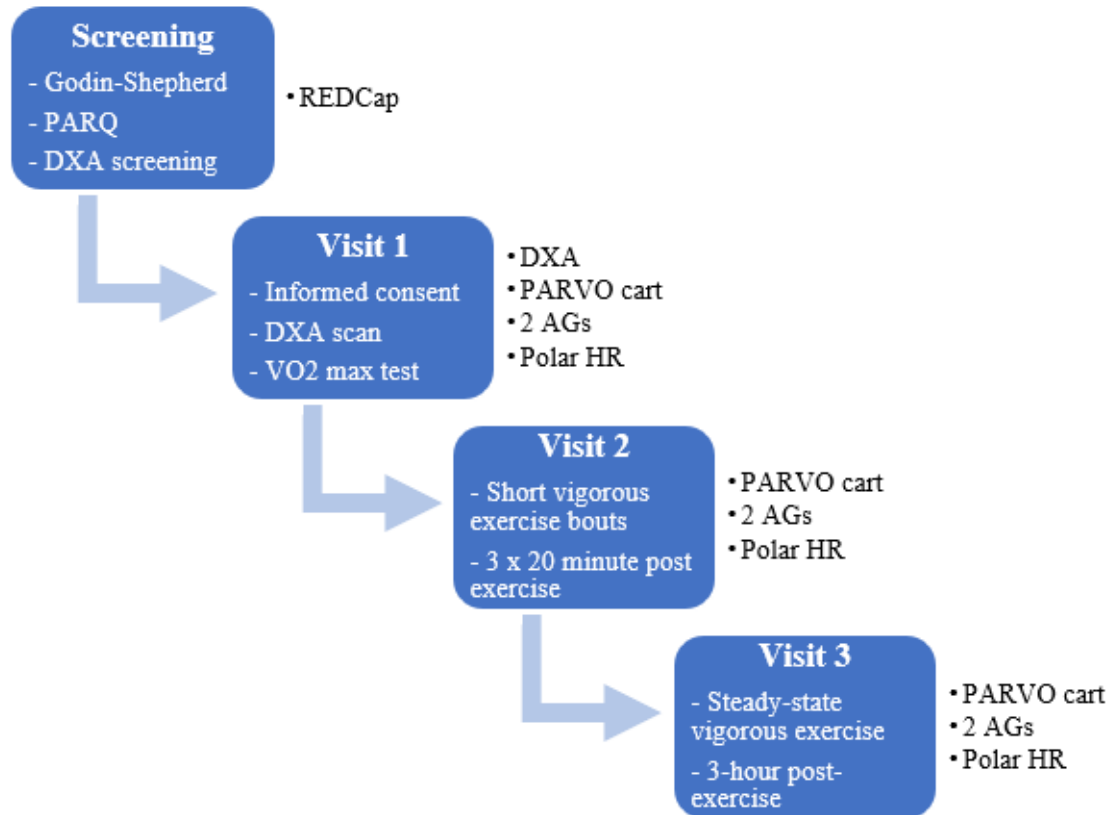 Screening
- Godin-Shepherd
- PARQ
- DXA screening
•REDCap
Visit 1
- Informed consent
- DXA scan
- VO2 max test
•DXA
•PARVO cart
•2 AGs
•Polar HR
Visit 2
- Short vigorous
exercise bouts
- 3 x 20 minute post
exercise
•PARVO cart
•2 AGs
•Polar HR
Visit 3
- Steady-state
vigorous exercise
- 3-hour post-
exercise
•PARVO cart
•2 AGs
•Polar HR